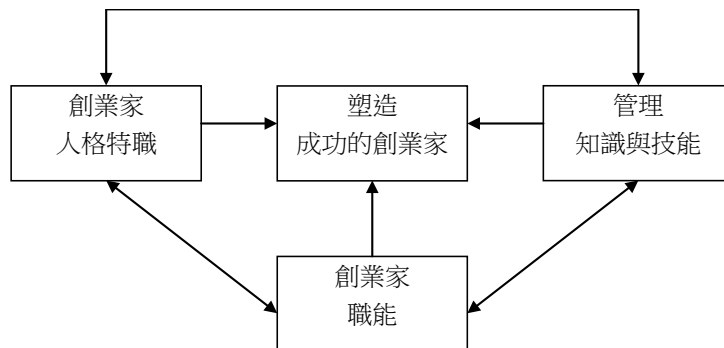 創業家
人格特職
塑造
成功的創業家
管理
知識與技能
創業家
職能